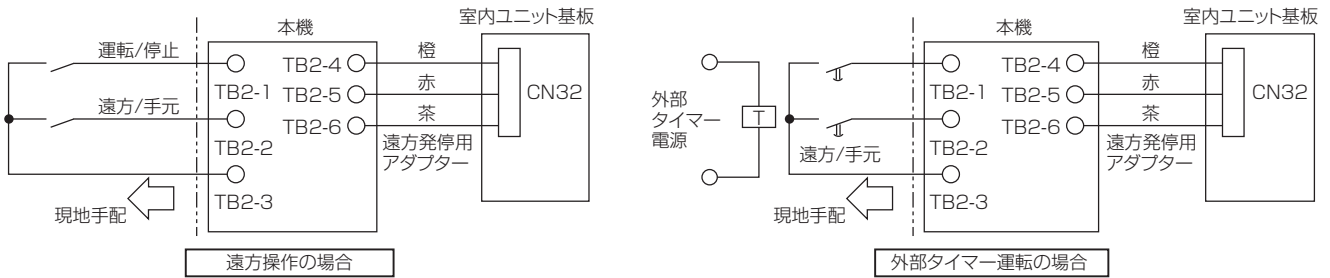 室内ユニット基板
本機
運転/停止
橙
TB2-4
TB2-1
赤
TB2-5
CN32
遠方/手元
茶
TB2-6
TB2-2
遠方発停用
アダプター
TB2-3
現地手配
遠方操作の場合
室内ユニット基板
本機
橙
TB2-4
外部
タイマー
電源
T
TB2-1
赤
TB2-5
CN32
茶
TB2-6
遠方/手元
TB2-2
遠方発停用
アダプター
TB2-3
現地手配
外部タイマー運転の場合